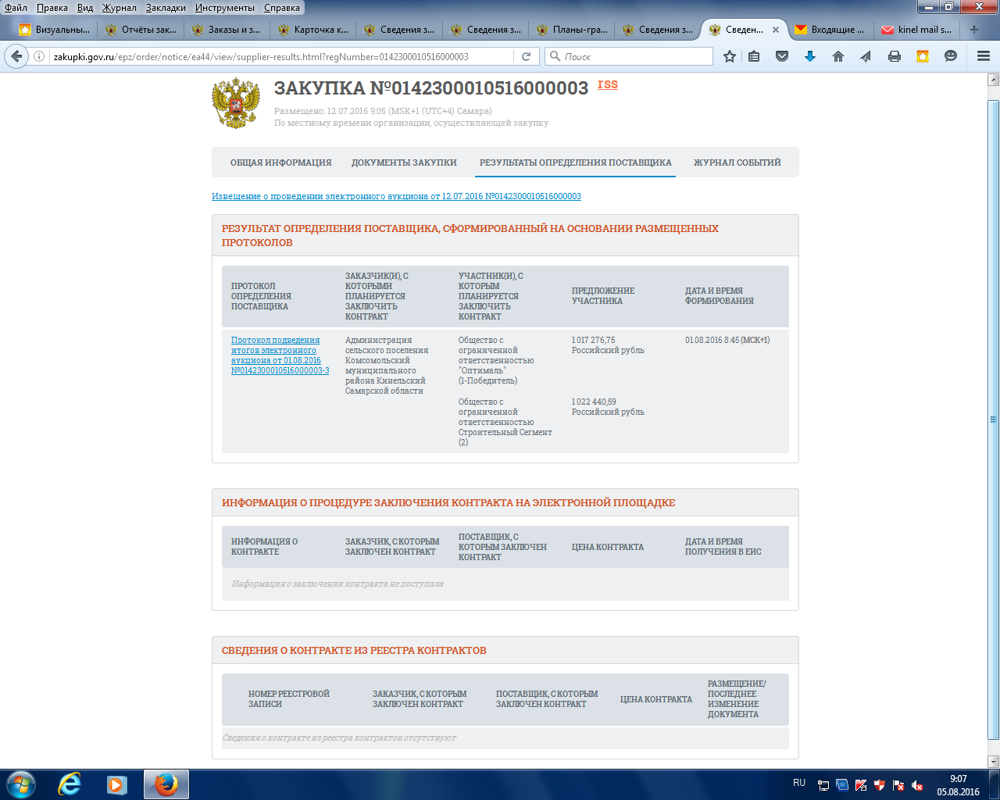 Файл Правка Вид Журнал Закладки Инструменты Справка
Визуальны... Отчёты зак... Заказы и з... Карточка к... Сведения з... Сведения з... Планы-гра... Сведения з... Сведен... Входящие ... kinel mail s...
zakupki.gov.ru/epz/order/notice/ea44/view/supplier-results.html?regNumber=0142300010516000003
Поиск
ЗАКУПКА №0142300010516000003 rss
Размещено: 12.07.2016 9:05 (MSK+1 (UTC+4) Самара)
По местному времени организации, осуществляющей закупку
ОБЩАЯ ИНФОРМАЦИЯ ДОКУМЕНТЫ ЗАКУПКИ РЕЗУЛЬТАТЫ ОПРЕДЕЛЕНИЯ ПОСТАВЩИКА ЖУРНАЛ СОБЫТИЙ
Извещение о проведении электронного аукциона от 12.07.2016 №0142300010516000003
РЕЗУЛЬТАТ ОПРЕДЕЛЕНИЯ ПОСТАВЩИКА, СФОРМИРОВАННЫЙ НА ОСНОВАНИИ РАЗМЕЩЕННЫХ
ПРОТОКОЛОВ
ПРОТОКОЛ
ОПРЕДЕЛЕНИЯ
ПОСТАВЩИКА
ЗАКАЗЧИК(И), С
КОТОРЫМИ
ПЛАНИРУЕТСЯ
ЗАКЛЮЧИТЬ
КОНТРАКТ
УЧАСТНИК(И), С
КОТОРЫМ
ПЛАНИРУЕТСЯ
ЗАКЛЮЧИТЬ
КОНТРАКТ
ПРЕДЛОЖЕНИЕ
УЧАСТНИКА
ДАТА И ВРЕМЯ
ФОРМИРОВАНИЯ
Протокол подведения
итогов электронного
аукциона от 01.08.2016
№0142300010516000003-3
Администрация
сельского поселения
Комсомольский
муниципального
района Кинельский
Самарской области
Общество с
ограниченной
ответственностью
"Оптималь"
(1-Победитель)
1 017 276,75
Российский рубль
01.08.2016 8:45 (МСК+1)
Общество с
ограниченной
ответственностью
Строительный Сегмент
(2)
1 022 440,59
Российский рубль
ИНФОРМАЦИЯ О ПРОЦЕДУРЕ ЗАКЛЮЧЕНИЯ КОНТРАКТА НА ЭЛЕКТРОННОЙ ПЛОЩАДКЕ
ИНФОРМАЦИЯ О
КОНТРАКТЕ
ЗАКАЗЧИК, С КОТОРЫМ
ЗАКЛЮЧЕН КОНТРАКТ
ПОСТАВЩИК, С
КОТОРЫМ ЗАКЛЮЧЕН
КОНТРАКТ
ЦЕНА КОНТРАКТА
ДАТА И ВРЕМЯ
ПОЛУЧЕНИЯ В ЕИС
Информация о заключении контракта не поступала
СВЕДЕНИЯ О КОНТРАКТЕ ИЗ РЕЕСТРА КОНТРАКТОВ
НОМЕР РЕЕСТРОВОЙ
ЗАПИСИ
ЗАКАЗЧИК, С КОТОРЫМ
ЗАКЛЮЧЕН КОНТРАКТ
ПОСТАВЩИК, С КОТОРЫМ
ЗАКЛЮЧЕН КОНТРАКТ
ЦЕНА КОНТРАКТА
РАЗМЕЩЕНИЕ/
ПОСЛЕДНЕЕ
ИЗМЕНЕНИЕ
ДОКУМЕНТА
Сведения о контракте из реестра контрактов отсутствуют
RU
9:07
05.08.2016